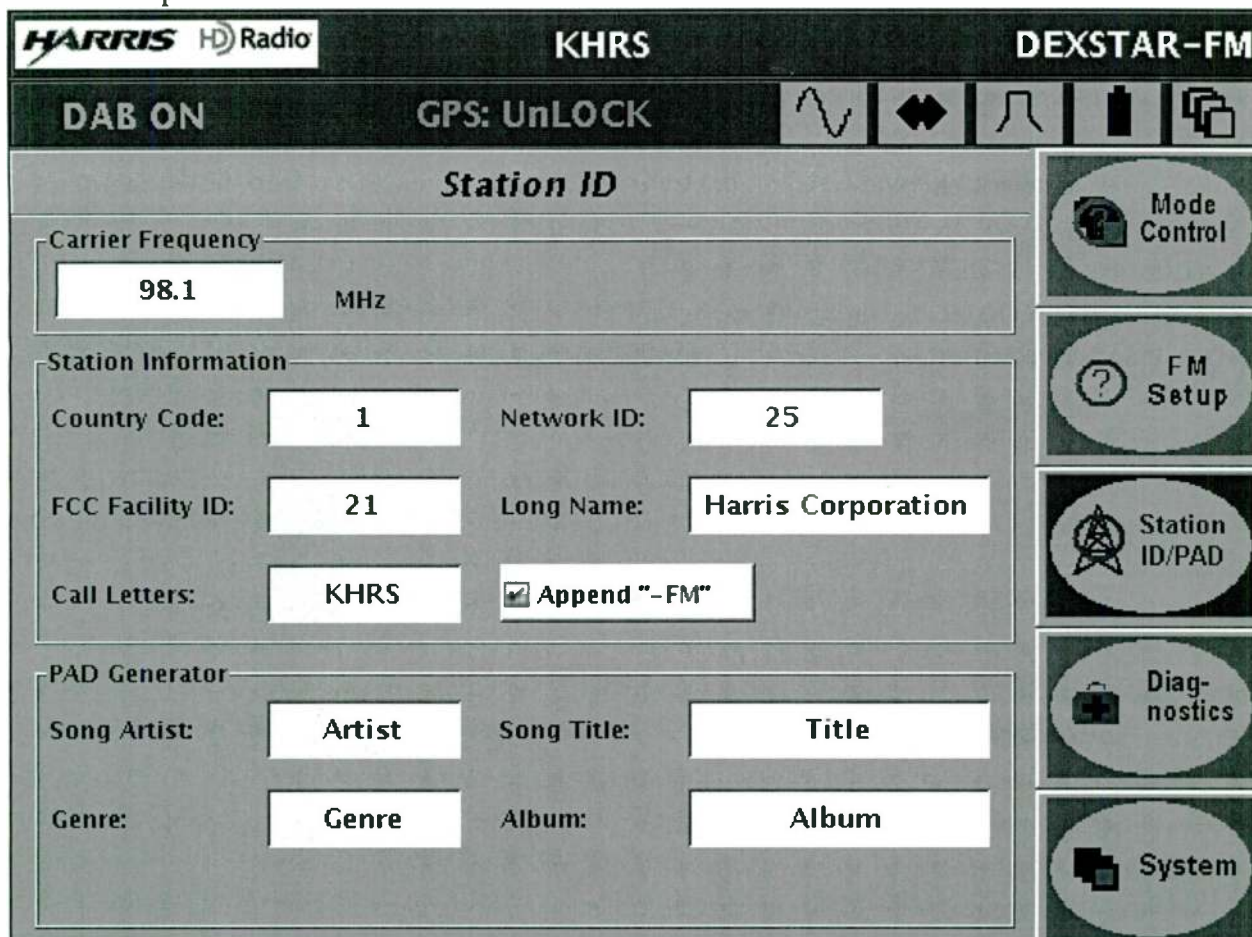 HARRIS HD Radio KHRS DEXSTAR-FM
DAB ON GPS: UnLOCK
Station ID
Carrier Frequency
98.1 MHz
Station Information
Country Code: 1 Network ID: 25
FCC Facility ID: 21 Long Name: Harris Corporation
Call Letters: KHRS Append "-FM"
PAD Generator
Song Artist: Artist Song Title: Title
Genre: Genre Album: Album
Mode
Control
FM
Setup
Station
ID/PAD
Diag-
nostics
System